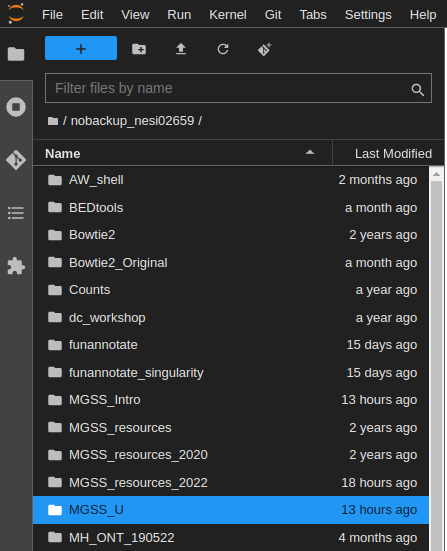 File Edit View Run Kernel Git Tabs Settings Help
+
Filter files by name
/ nobackup_nesi02659 /
Name Last Modified
AW_shell 2 months ago
BEDtools a month ago
Bowtie2 2 years ago
Bowtie2_Original a month ago
Counts a year ago
dc_workshop a year ago
funannotate 15 days ago
funannotate_singularity 15 days ago
MGSS_Intro 13 hours ago
MGSS_resources 2 years ago
MGSS_resources_2020 2 years ago
MGSS_resources_2022 18 hours ago
MGSS_U 13 hours ago
MH_ONT_190522 4 months ago